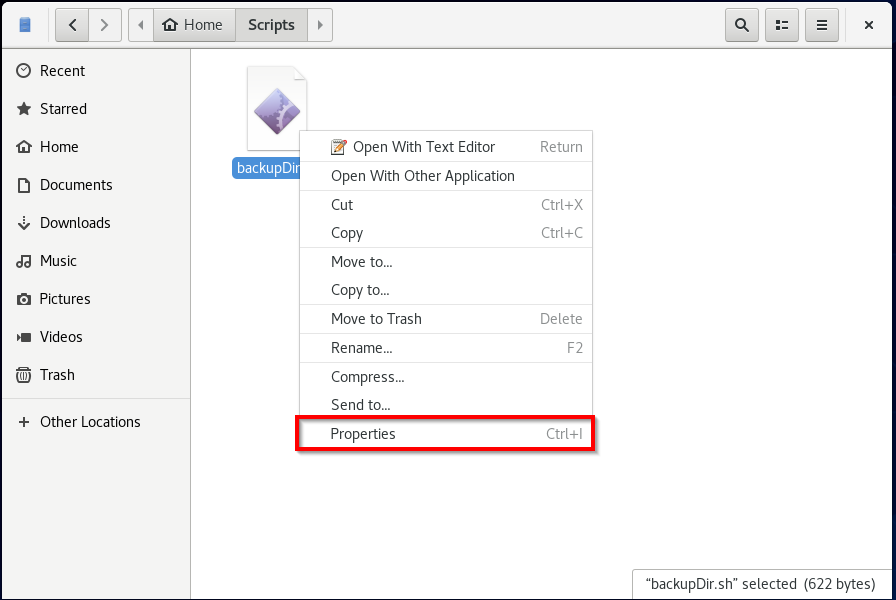 Home Scripts
Recent
Starred
Home
Documents
Downloads
Music
Pictures
Videos
Trash
Other Locations
backupDir
Open With Text Editor Return
Open With Other Application
Cut Ctrl+X
Copy Ctrl+C
Move to...
Copy to...
Move to Trash Delete
Rename... F2
Compress...
Send to...
Properties Ctrl+I
“backupDir.sh” selected (622 bytes)